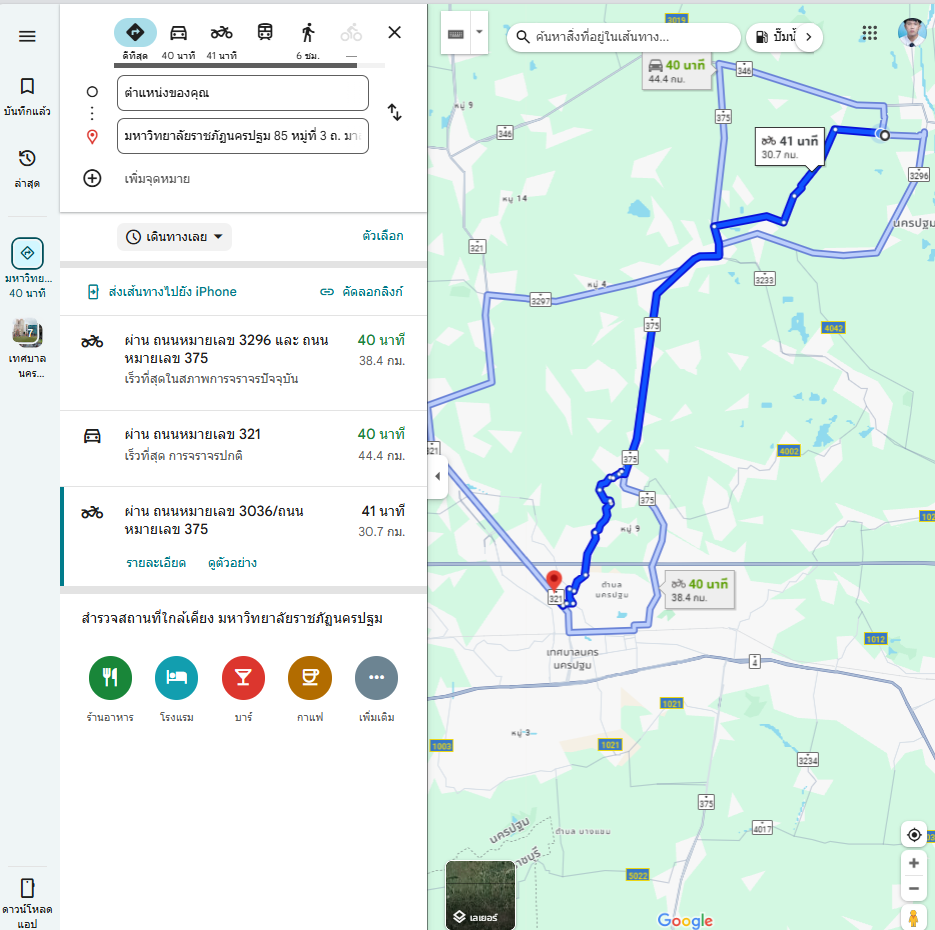 ดีที่สุด
40 นาที
41 นาที
6 ชม.
—
บันทึกแล้ว
ล่าสุด
มหาวิทย...
40 นาที
7
เทศบาล
นคร...
ดาวน์โหลด
แอป
ตำแหน่งของคุณ
มหาวิทยาลัยราชภัฏนครปฐม 85 หมู่ที่ 3 ถ. มา
เพิ่มจุดหมาย
เดินทางเลย
ตัวเลือก
ส่งเส้นทางไปยัง iPhone
คัดลอกลิงก์
ผ่าน ถนนหมายเลข 3296 และ ถนน
หมายเลข 375
40 นาที
38.4 กม.
เร็วที่สุดในสภาพการจราจรปัจจุบัน
ผ่าน ถนนหมายเลข 321
40 นาที
เร็วที่สุด การจราจรปกติ
44.4 กม.
ผ่าน ถนนหมายเลข 3036/ถนน
หมายเลข 375
41 นาที
30.7 กม.
รายละเอียด
ดูตัวอย่าง
สำรวจสถานที่ใกล้เคียง มหาวิทยาลัยราชภัฏนครปฐม
ร้านอาหาร
โรงแรม
บาร์
กาแฟ
เพิ่มเติม
3019
ค้นหาสิ่งที่อยู่ในเส้นทาง...
ปั๊มน้
40 นาที
44.4 กม.
346
หมู่ 9
375
346
41 นาที
30.7 กม.
3296
หมู่ 14
นครปฐม
321
3233
หมู่ 4
3297
375
4042
321
375
4002
375
102
หมู่ 9
ตำบล
นครปฐม
40 นาที
38.4 กม.
321
1012
เทศบาลนคร
นครปฐม
4
1021
หมู่ 3
1003
1021
3234
375
4017
นครปฐม
ตำบล บางแขม
ราชบุรี
5022
เลเยอร์
Google